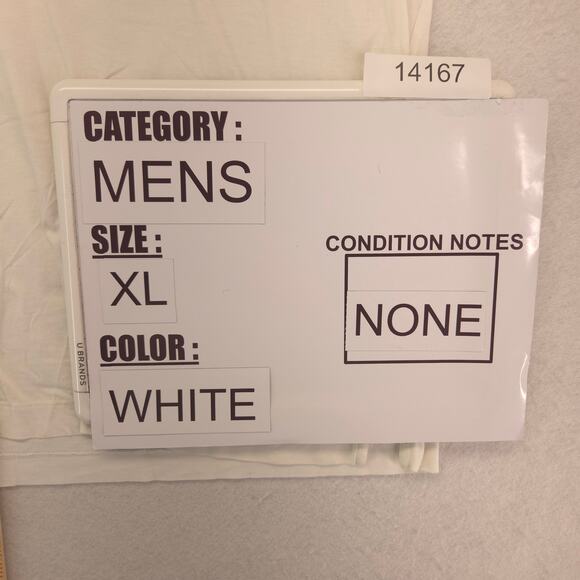 14167
CATEGORY :
MENS
SIZE :
XL
COLOR :
WHITE
CONDITION NOTES
NONE
U BRANDS